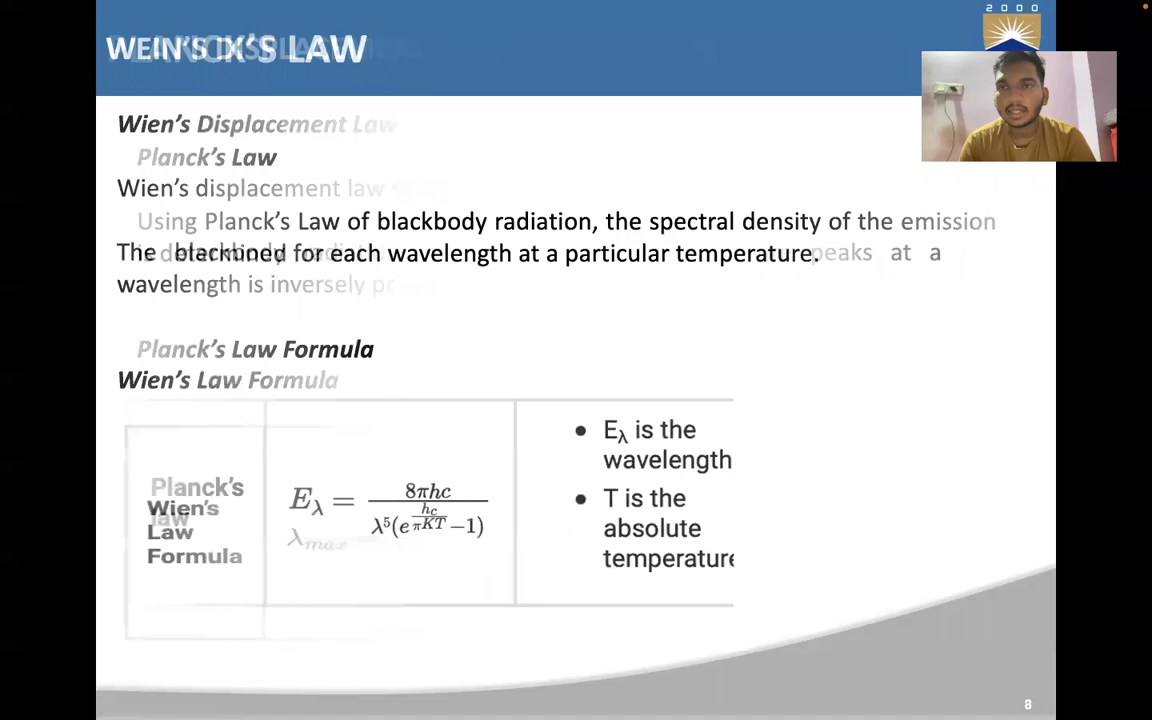 2000
WEIN'S X'S LAW
Wien's Displacement Law
Planck's Law
Wien's displacement law
Using Planck's Law of blackbody radiation, the spectral density of the emission
The
for each wavelength at a particular temperature.
peaks at a
wavelength is inversely
Planck's Law Formula
Wien's Law Formula
Planck's
law
Wien's
Law
Formula
E_λ = 8πhc / λ⁵(e^(hc/πKT) −1)
λ_max
• E_λ is the
wavelength
• T is the
absolute
temperature
8